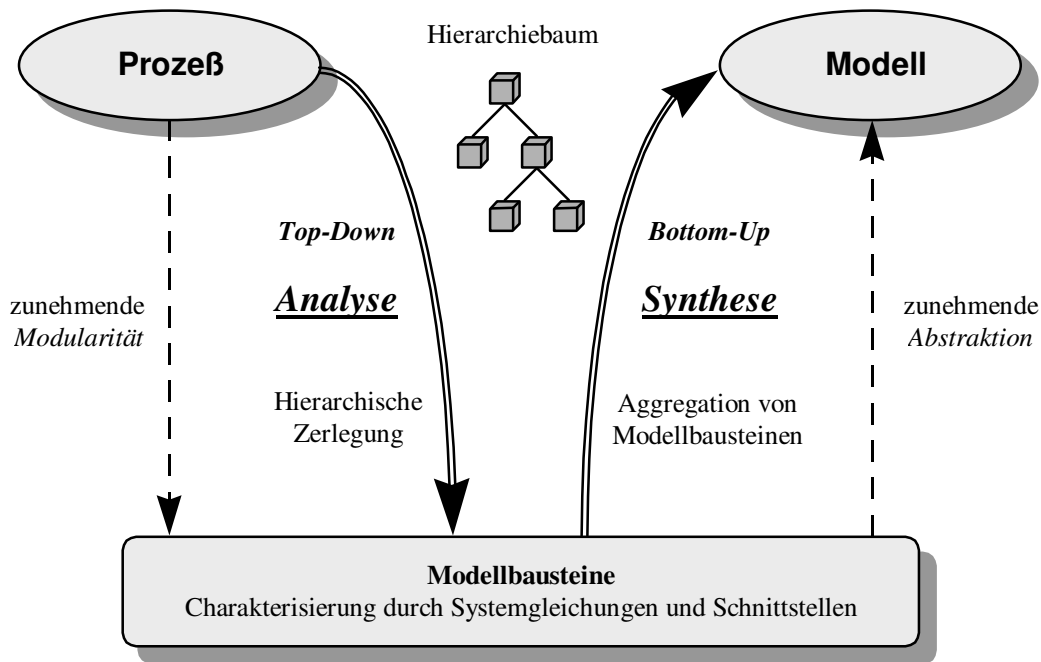 Prozeß
Hierarchiebaum
Modell
Top-Down
Bottom-Up
Analyse
Synthese
zunehmende
Modularität
zunehmende
Abstraktion
Hierarchische
Zerlegung
Aggregation von
Modellbausteinen
Modellbausteine
Charakterisierung durch Systemgleichungen und Schnittstellen